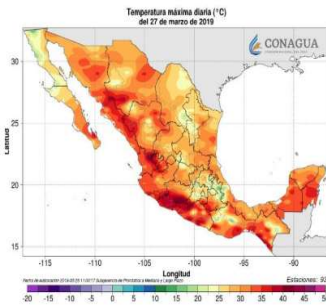 Temperatura máxima diaria (°C)
del 27 de marzo de 2019
CONAGUA
Latitud
30
25
20
15
-115
-110
-105
-100
-95
-90
Longitud
Estaciones:
-20 -15 -10 -5 0 5 10 15 20 25 30 35 40 45